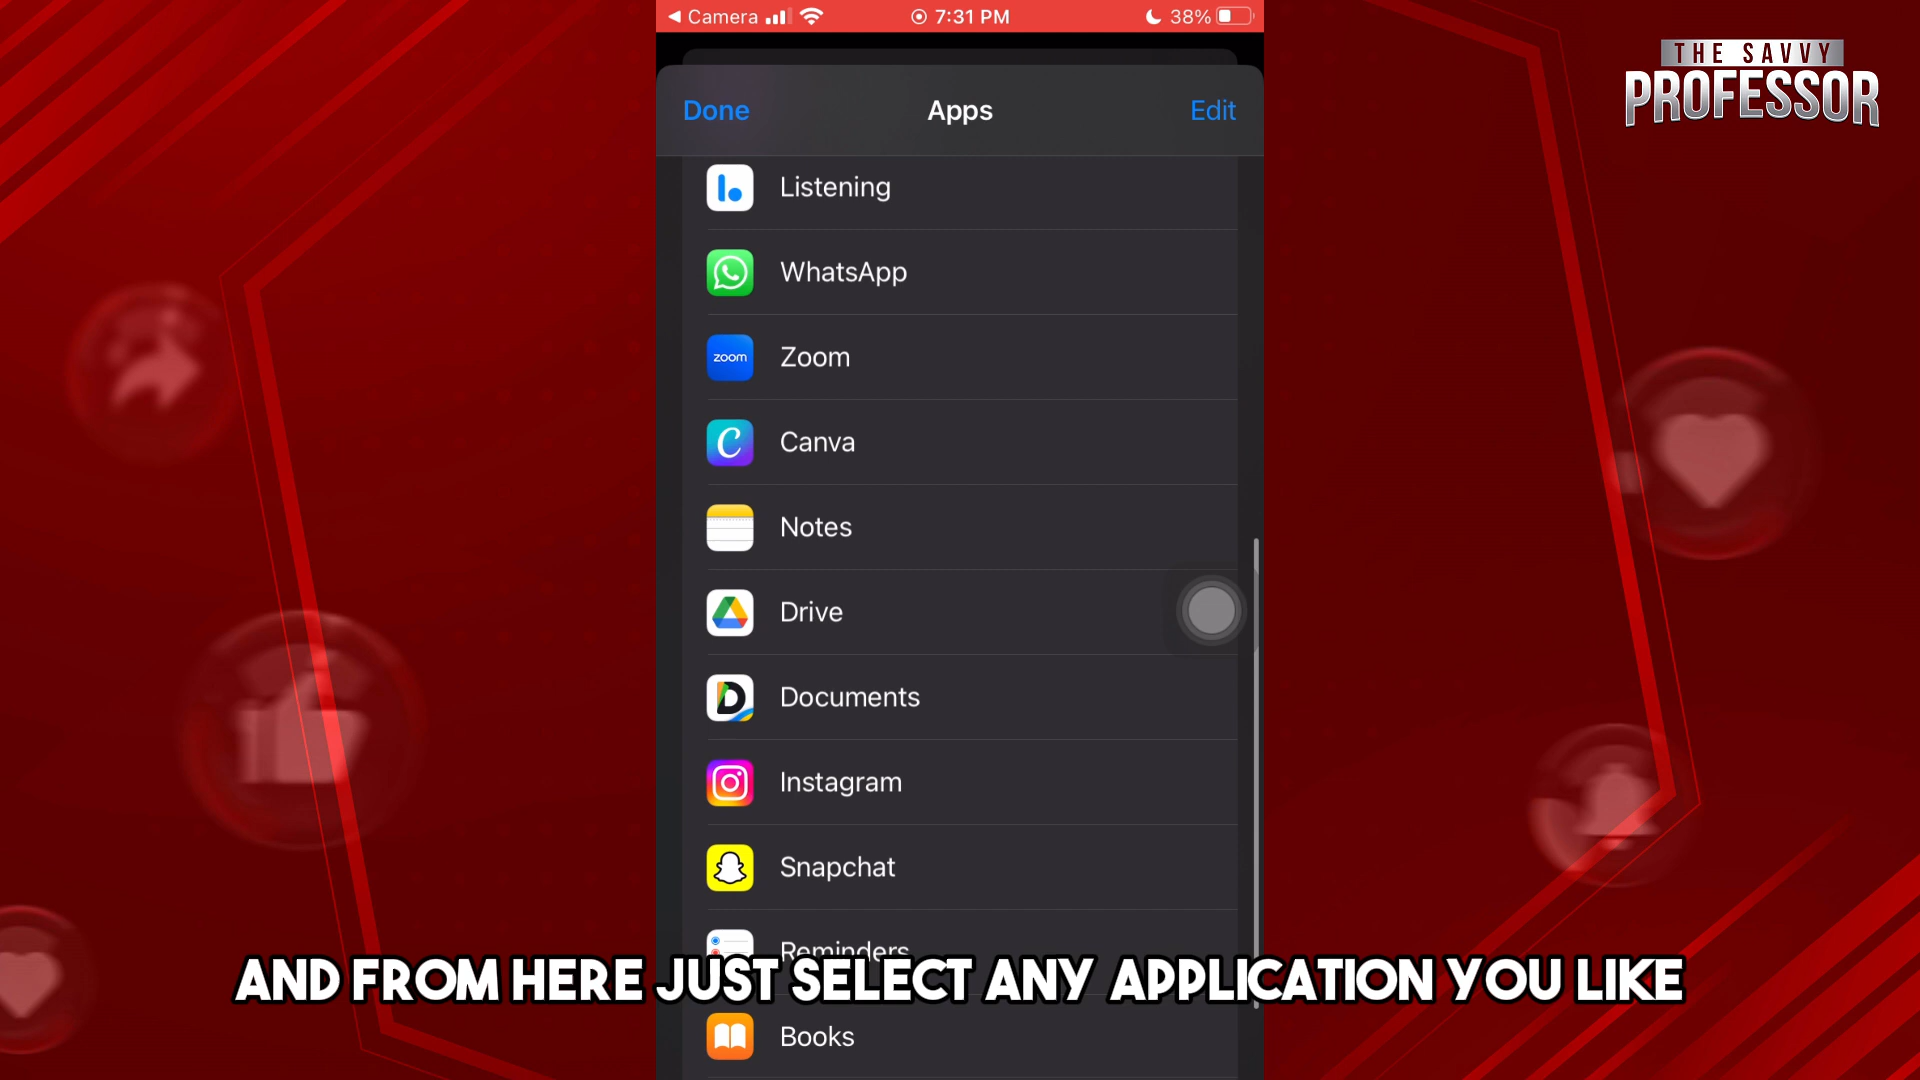 Camera
7:31 PM
38%
THE SAVVY
PROFESSOR
Done
Apps
Edit
Listening
WhatsApp
zoom
Zoom
Canva
Notes
Drive
Documents
Instagram
Snapchat
Reminders
AND FROM HERE JUST SELECT ANY APPLICATION YOU LIKE
Books